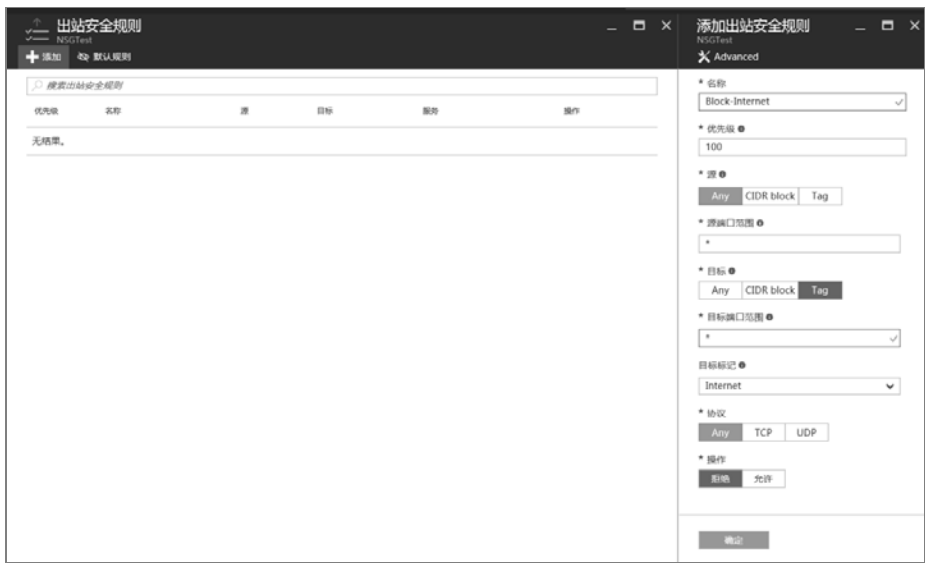 出站安全规则
NSGTest
添加 默认规则
搜索出站安全规则
优先级 名称 源 目标 服务 操作
无结果。
添加出站安全规则
NSGTest
Advanced
* 名称
Block-Internet
* 优先级
100
* 源
Any CIDR block Tag
* 源端口范围
*
* 目标
Any CIDR block Tag
* 目标端口范围
*
目标标记
Internet
* 协议
Any TCP UDP
* 操作
拒绝 允许
确定